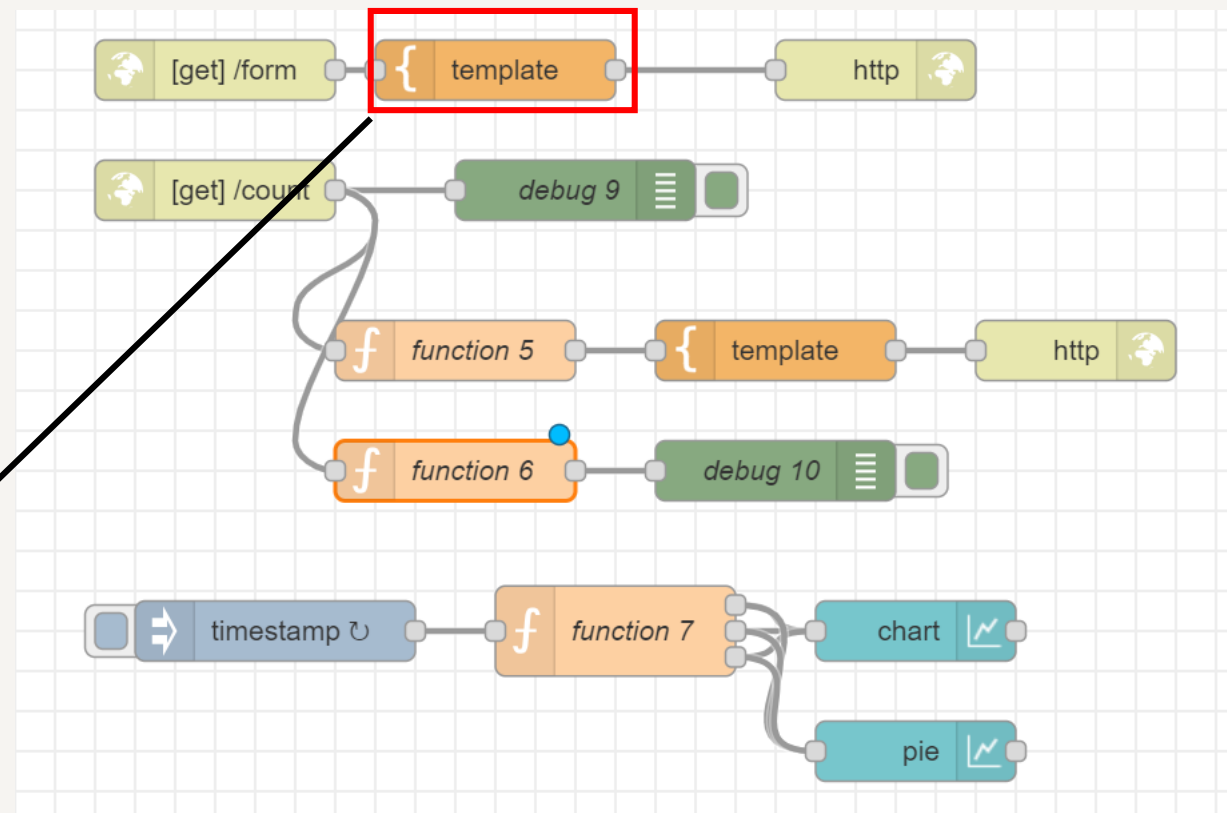 [get] /form
template
http
[get] /count
debug 9
function 5
template
http
function 6
debug 10
timestamp ↻
function 7
chart
pie